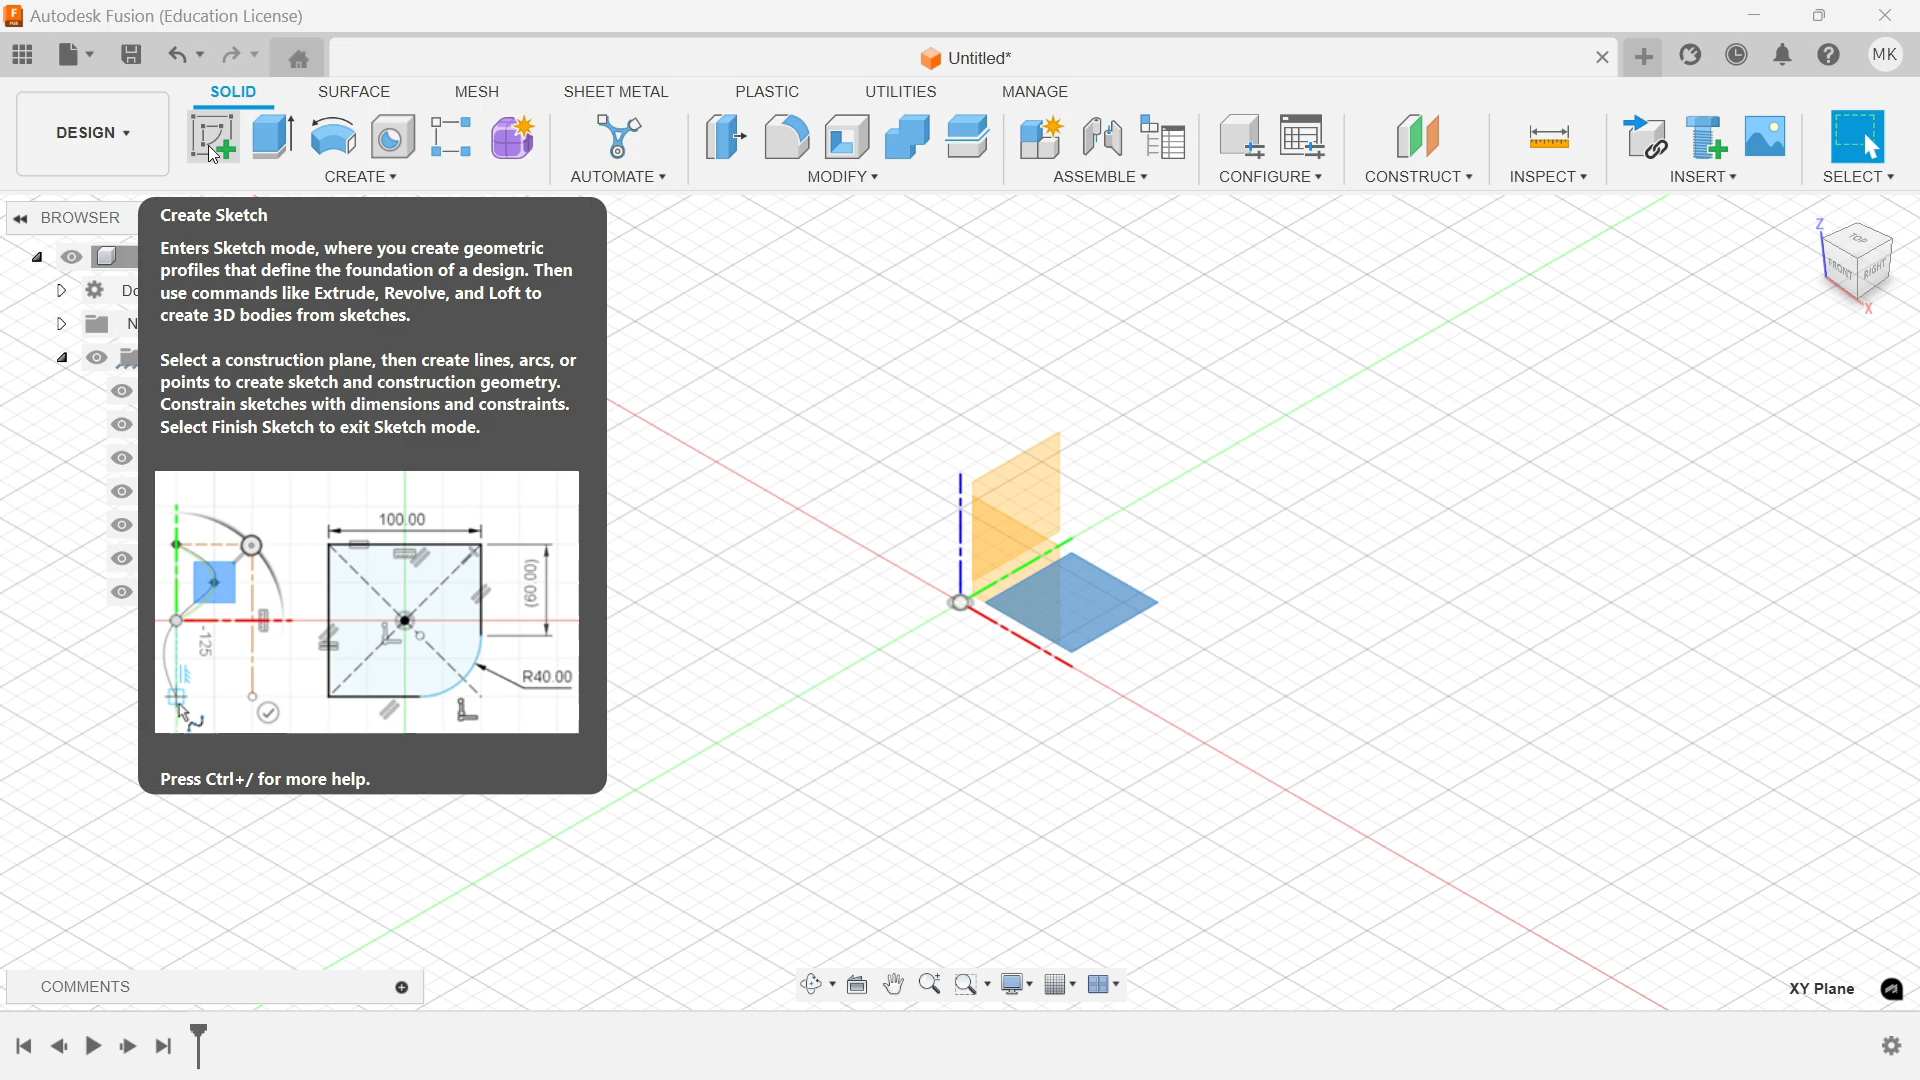 Autodesk Fusion (Education License)
Untitled*
MK
DESIGN
SOLID
SURFACE
MESH
SHEET METAL
PLASTIC
UTILITIES
MANAGE
CREATE
AUTOMATE
MODIFY
ASSEMBLE
CONFIGURE
CONSTRUCT
INSPECT
INSERT
SELECT
BROWSER
Do
N
Create Sketch
Enters Sketch mode, where you create geometric
profiles that define the foundation of a design. Then
use commands like Extrude, Revolve, and Loft to
create 3D bodies from sketches.
Select a construction plane, then create lines, arcs, or
points to create sketch and construction geometry.
Constrain sketches with dimensions and constraints.
Select Finish Sketch to exit Sketch mode.
100.00
(60.00)
-125
R40.00
Press Ctrl+/ for more help.
Z
TOP
FRONT
RIGHT
X
COMMENTS
XY Plane